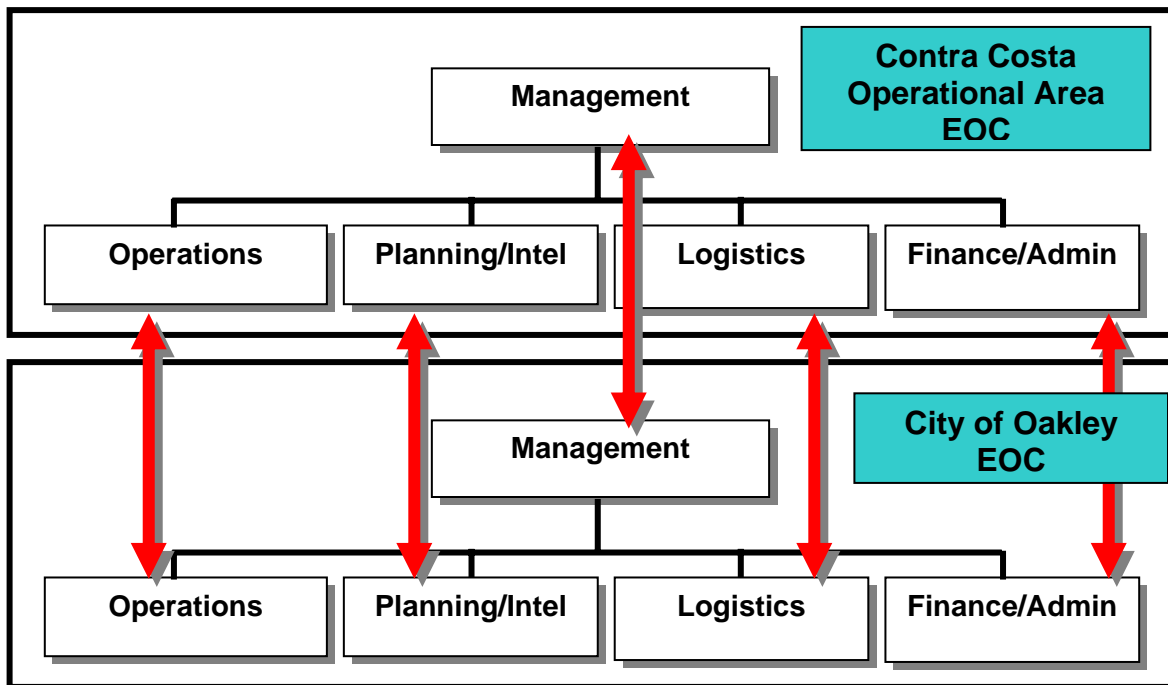 Contra Costa
Operational Area
EOC
Management
Operations
Planning/Intel
Logistics
Finance/Admin
City of Oakley
EOC
Management
Operations
Planning/Intel
Logistics
Finance/Admin